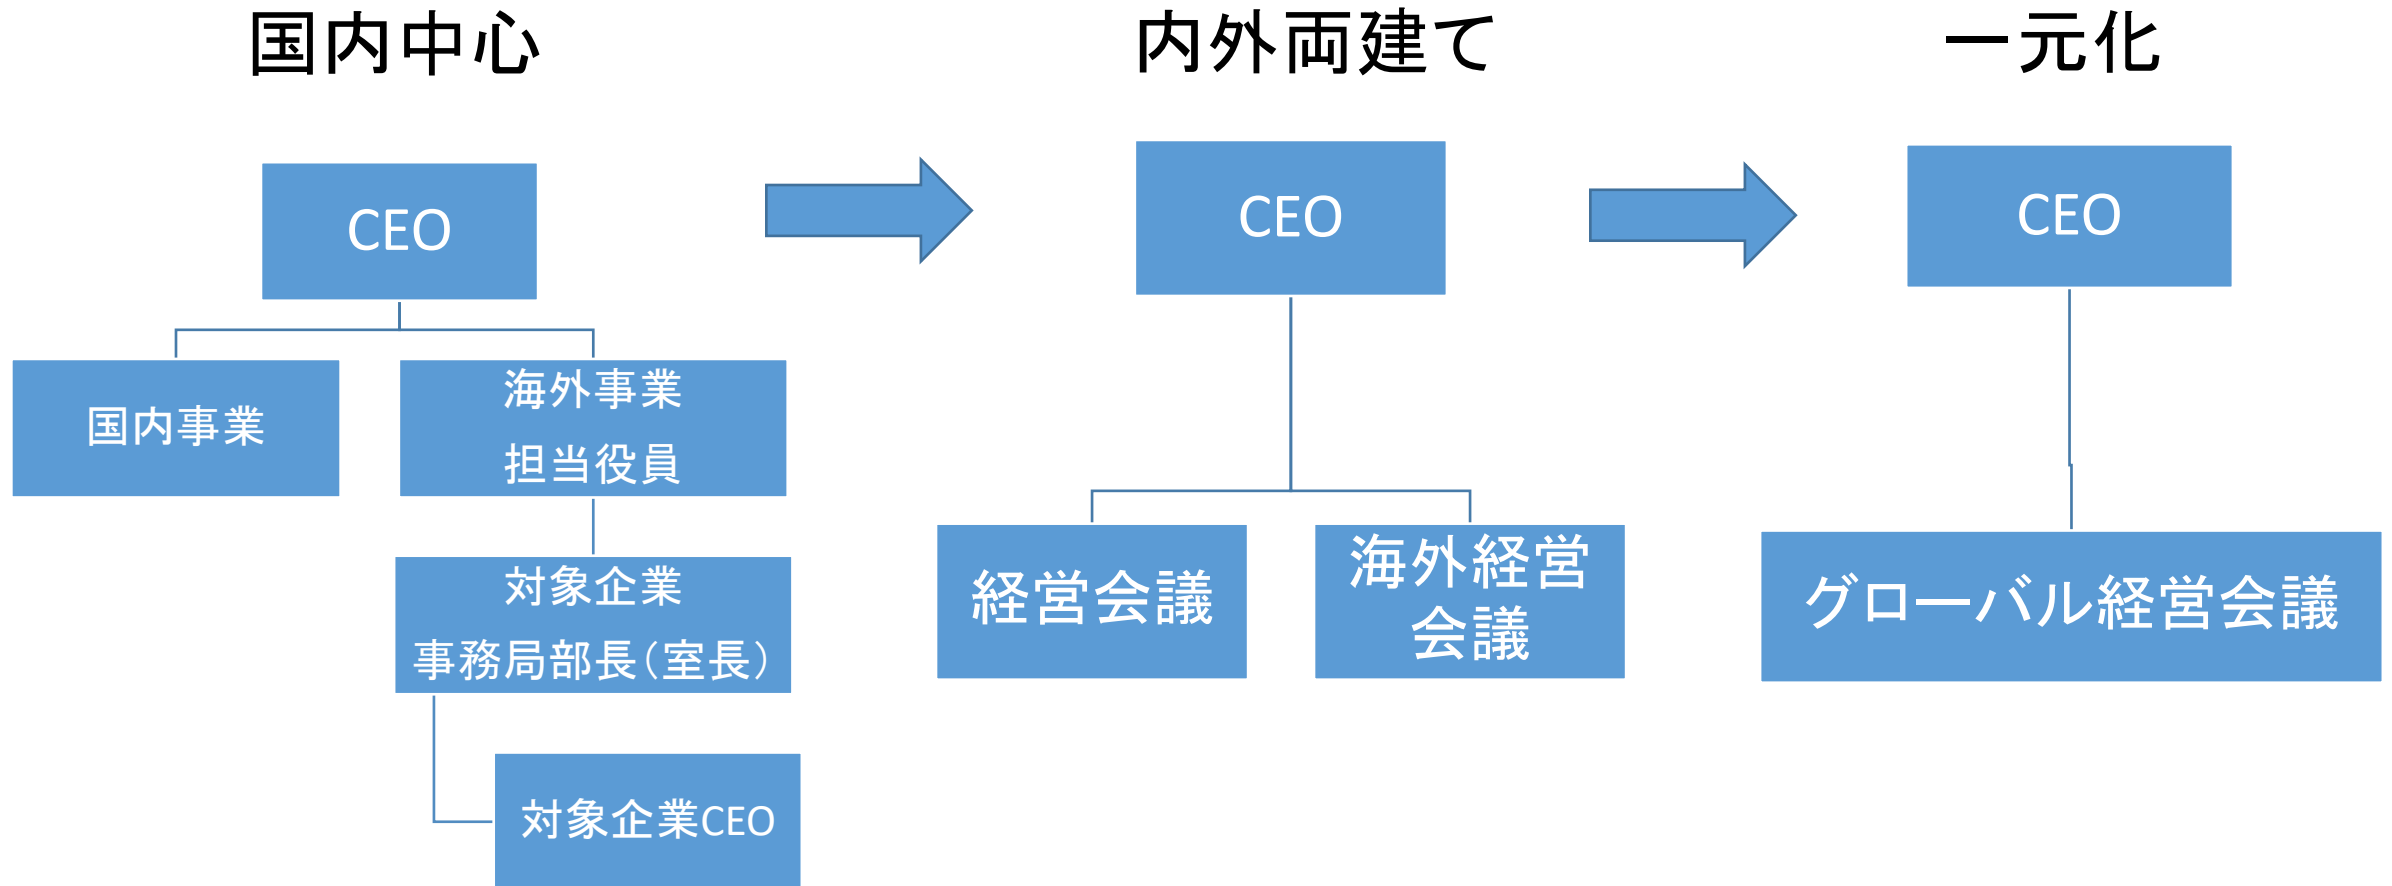 国内中心
内外両建て
一元化
CEO
国内事業
海外事業
担当役員
対象企業
事務局部長(室長)
対象企業CEO
CEO
経営会議
海外経営
会議
CEO
グローバル経営会議